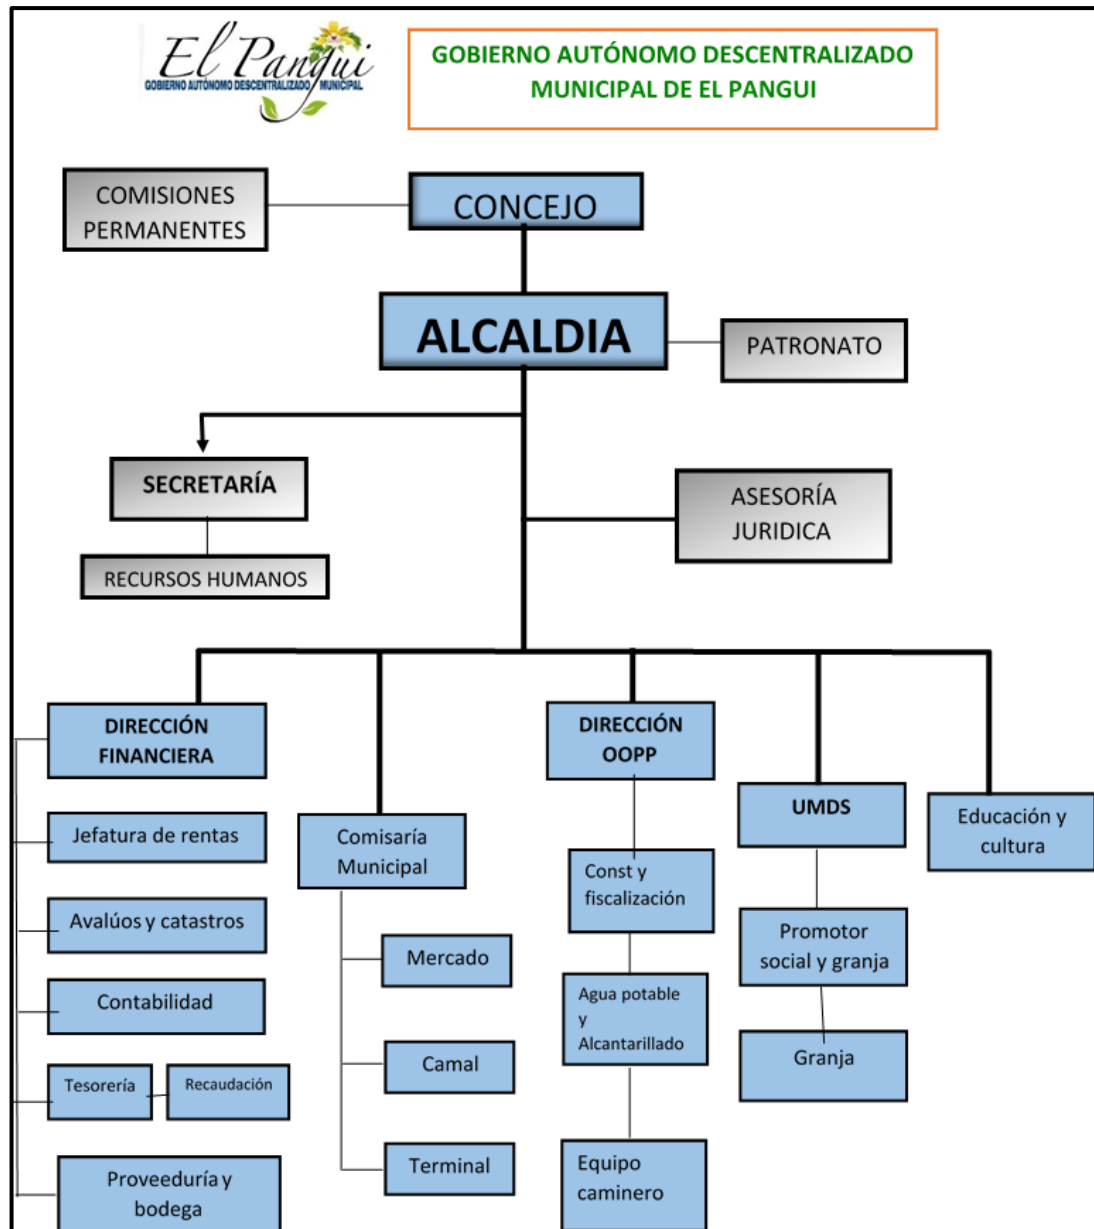 El Pangui
GOBIERNO AUTÓNOMO DESCENTRALIZADO MUNICIPAL
GOBIERNO AUTÓNOMO DESCENTRALIZADO
MUNICIPAL DE EL PANGUI
COMISIONES
PERMANENTES
CONCEJO
ALCALDIA
PATRONATO
SECRETARÍA
ASESORÍA
JURIDICA
RECURSOS HUMANOS
DIRECCIÓN
FINANCIERA
Jefatura de rentas
Avalúos y catastros
Contabilidad
Tesorería
Recaudación
Proveeduría y
bodega
Comisaría
Municipal
Mercado
Camal
Terminal
DIRECCIÓN
OOPP
Const y
fiscalización
Agua potable
y
Alcantarillado
Equipo
caminero
UMDS
Promotor
social y granja
Granja
Educación y
cultura